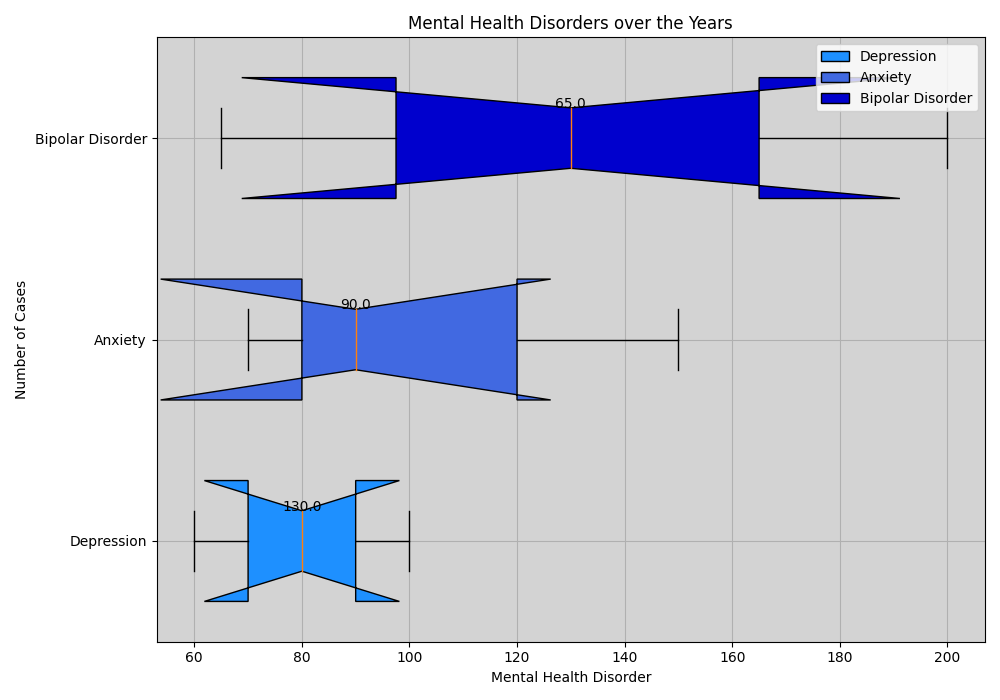 Mental Health Disorders over the Years
Depression
Anxiety
Bipolar Disorder
65.0
Bipolar Disorder
90.0
Anxiety
130.0
Depression
Number of Cases
60 80 100 120 140 160 180 200
Mental Health Disorder